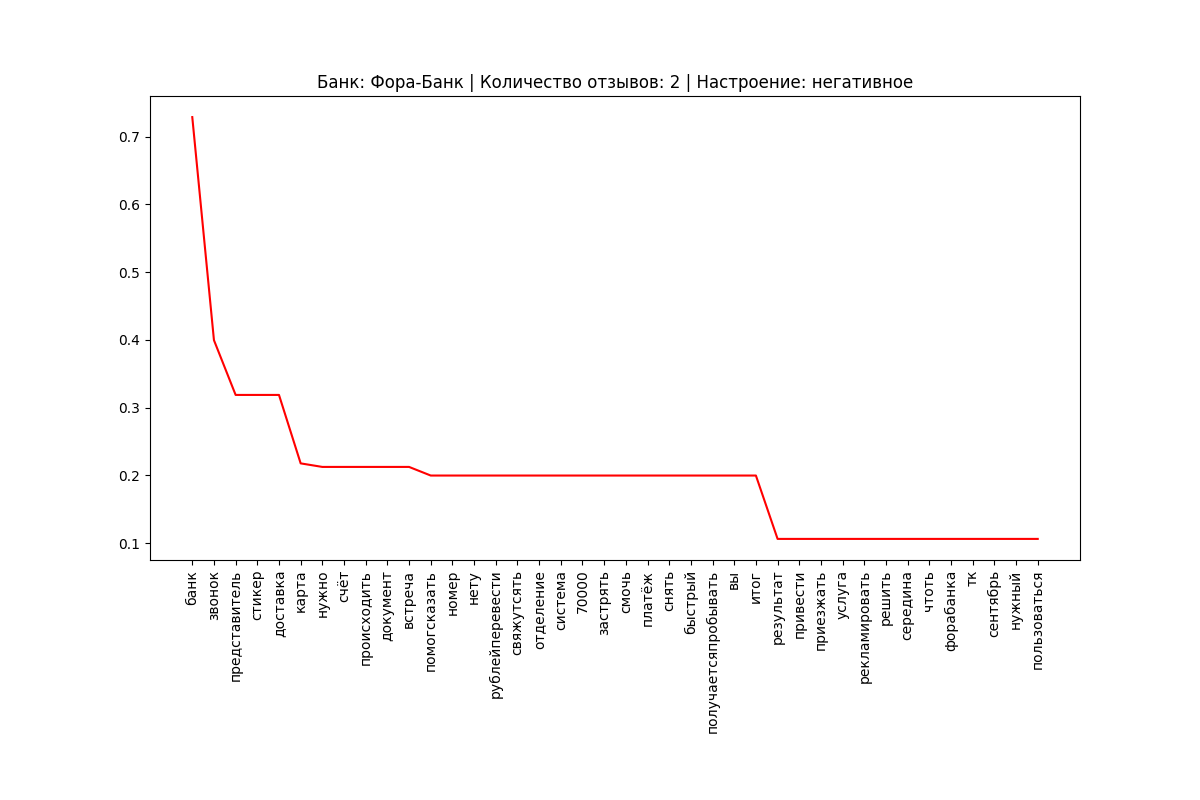 Банк: Фора-Банк | Количество отзывов: 2 | Настроение: негативное
0.7
0.6
0.5
0.4
0.3
0.2
0.1
банк
звонок
представитель
стикер
доставка
карта
нужно
счёт
происходить
документ
встреча
помогсказать
номер
нету
рублейперевести
свяжутсять
отделение
система
70000
застрять
смочь
платёж
снять
быстрый
получаетсяпробывать
вы
итог
результат
привести
приезжать
услуга
рекламировать
решить
середина
чтоть
форабанка
тк
сентябрь
нужный
пользоваться